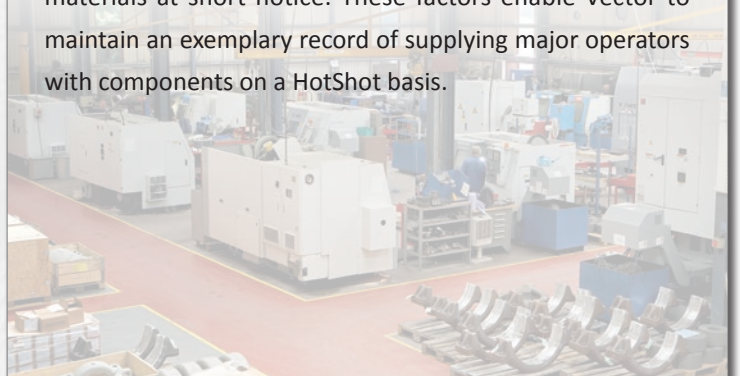 materials at short notice. These factors enable Vector to
maintain an exemplary record of supplying major operators
with components on a HotShot basis.